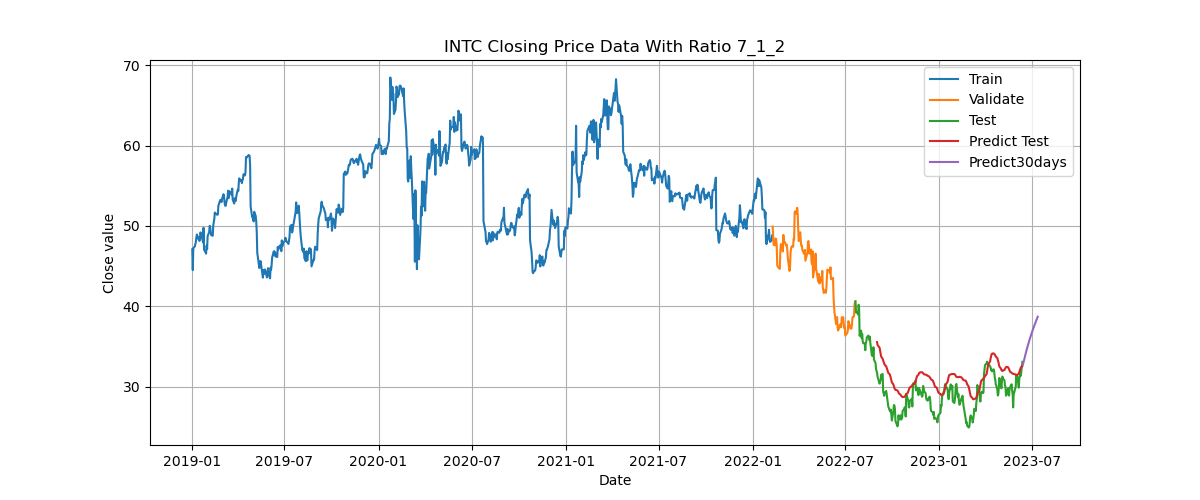 INTC Closing Price Data With Ratio 7_1_2
Close value
70
60
50
40
30
Train
Validate
Test
Predict Test
Predict30days
2019-01 2019-07 2020-01 2020-07 2021-01 2021-07 2022-01 2022-07 2023-01 2023-07
Date